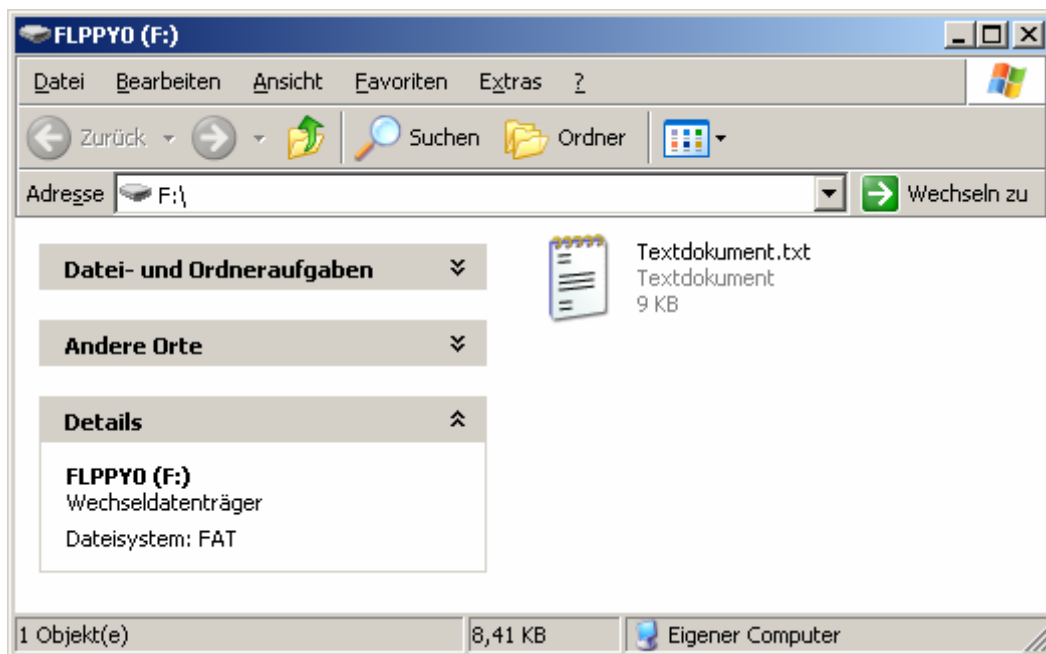 FLPPY0 (F:)
Datei Bearbeiten Ansicht Favoriten Extras ?
Zurück Suchen Ordner
Adresse F:\ Wechseln zu
Datei- und Ordneraufgaben
Textdokument.txt
Textdokument
9 KB
Andere Orte
Details
FLPPY0 (F:)
Wechseldatenträger
Dateisystem: FAT
1 Objekt(e) 8,41 KB Eigener Computer